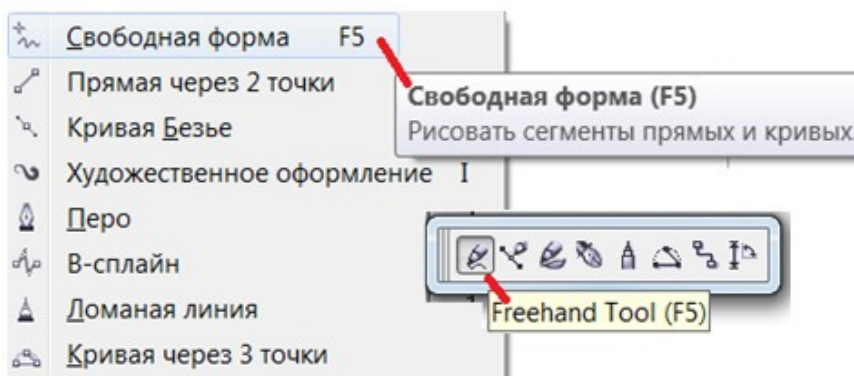 Свободная форма F5
Прямая через 2 точки
Кривая Безье
Художественное оформление I
Перо
В-сплайн
Ломаная линия
Кривая через 3 точки
Свободная форма (F5)
Рисовать сегменты прямых и кривых.
Freehand Tool (F5)